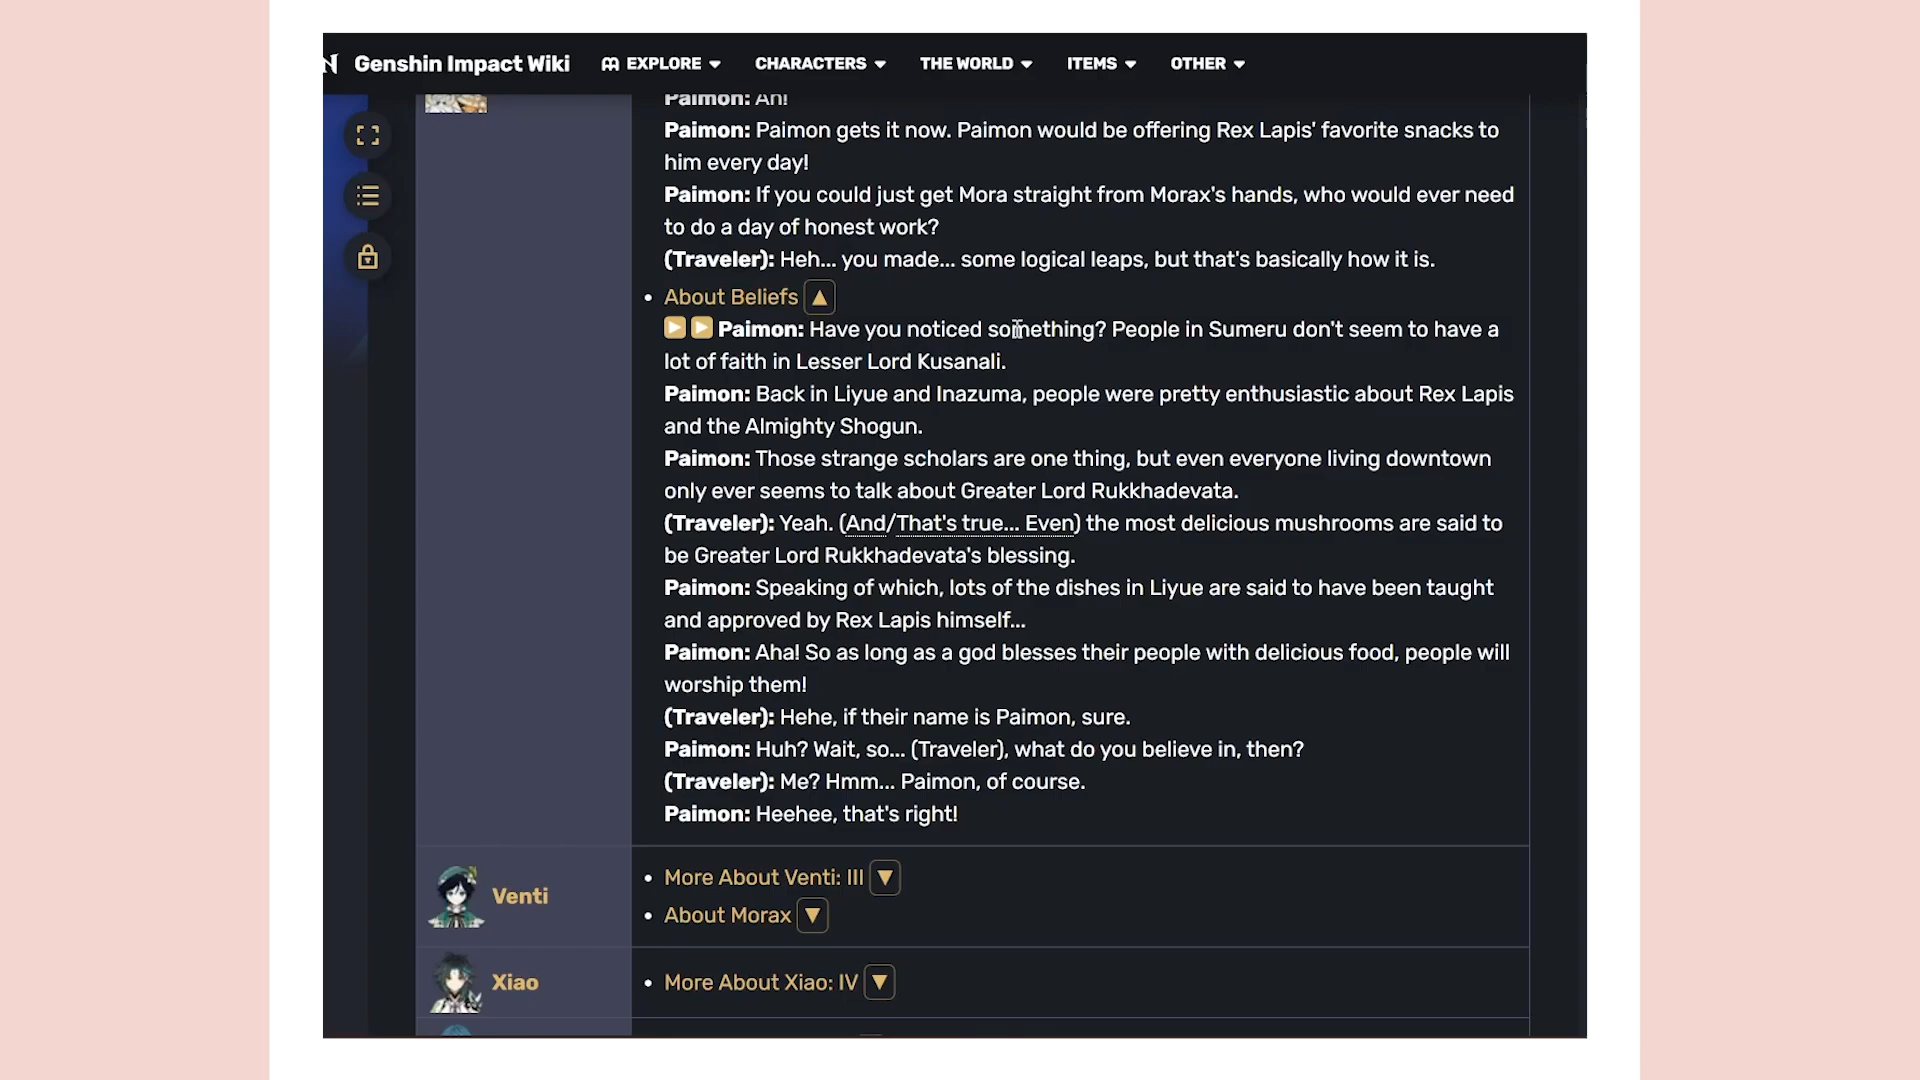 Genshin Impact Wiki EXPLORE CHARACTERS THE WORLD ITEMS OTHER
Paimon: Ah!
Paimon: Paimon gets it now. Paimon would be offering Rex Lapis' favorite snacks to
him every day!
Paimon: If you could just get Mora straight from Morax's hands, who would ever need
to do a day of honest work?
(Traveler): Heh... you made... some logical leaps, but that's basically how it is.
• About Beliefs ▲
Paimon: Have you noticed something? People in Sumeru don't seem to have a
lot of faith in Lesser Lord Kusanali.
Paimon: Back in Liyue and Inazuma, people were pretty enthusiastic about Rex Lapis
and the Almighty Shogun.
Paimon: Those strange scholars are one thing, but even everyone living downtown
only ever seems to talk about Greater Lord Rukkhadevata.
(Traveler): Yeah. (And/That's true... Even) the most delicious mushrooms are said to
be Greater Lord Rukkhadevata's blessing.
Paimon: Speaking of which, lots of the dishes in Liyue are said to have been taught
and approved by Rex Lapis himself...
Paimon: Aha! So as long as a god blesses their people with delicious food, people will
worship them!
(Traveler): Hehe, if their name is Paimon, sure.
Paimon: Huh? Wait, so... (Traveler), what do you believe in, then?
(Traveler): Me? Hmm... Paimon, of course.
Paimon: Heehee, that's right!
Venti
• More About Venti: III ▼
• About Morax ▼
Xiao
• More About Xiao: IV ▼